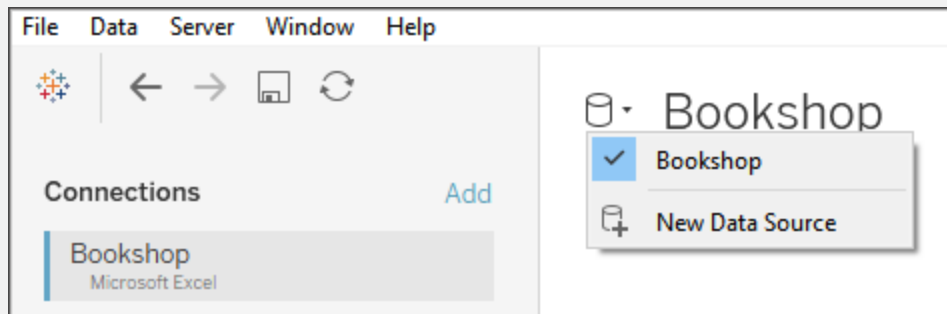 File Data Server Window Help
Connections Add
Bookshop
Microsoft Excel
Bookshop
Bookshop
New Data Source